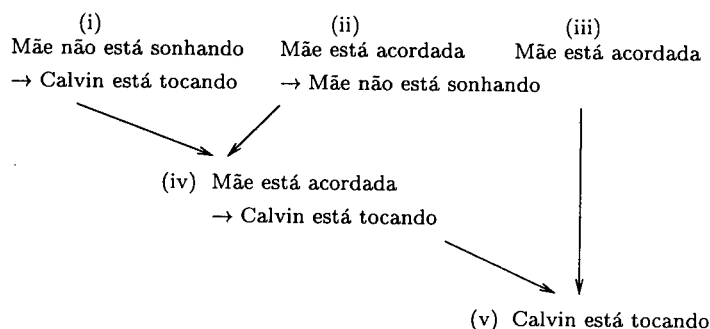 (i)
Mãe não está sonhando
→ Calvin está tocando
(ii)
Mãe está acordada
→ Mãe não está sonhando
(iii)
Mãe está acordada
(iv) Mãe está acordada
→ Calvin está tocando
(v) Calvin está tocando